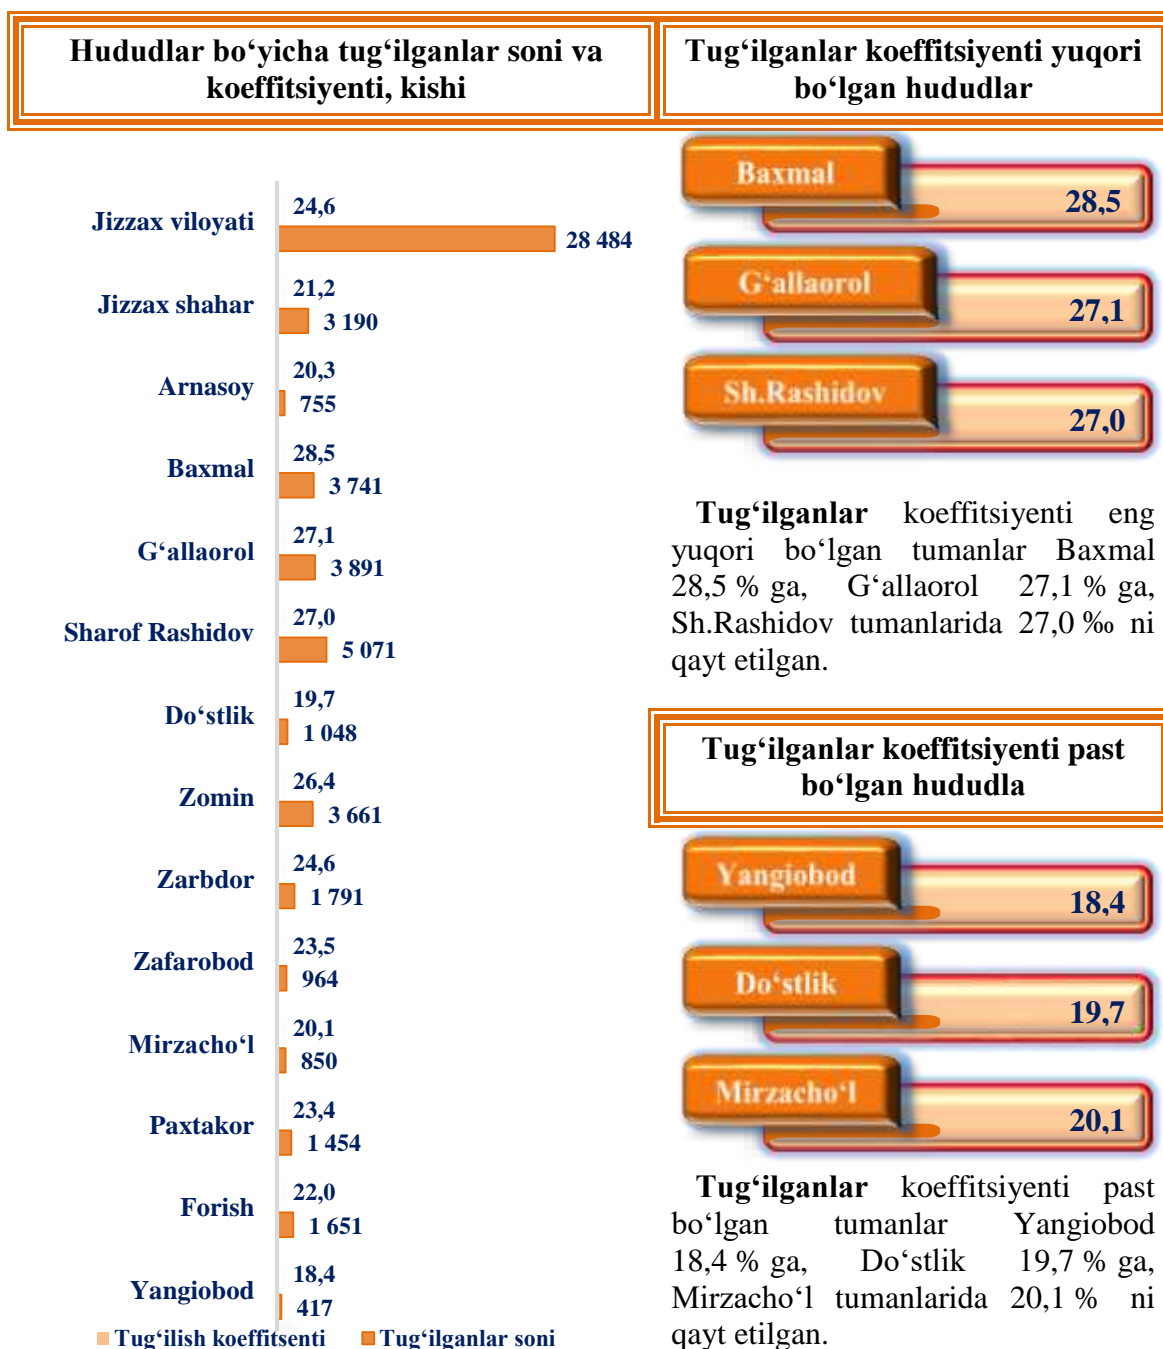 Hududlar bo‘yicha tug‘ilganlar soni va
koeffitsiyenti, kishi
Jizzax viloyati
24,6
28 484
Jizzax shahar
21,2
3 190
Arnasoy
20,3
755
Baxmal
28,5
3 741
G‘allaorol
27,1
3 891
Sharof Rashidov
27,0
5 071
Do‘stlik
19,7
1 048
Zomin
26,4
3 661
Zarbdor
24,6
1 791
Zafarobod
23,5
964
Mirzacho‘l
20,1
850
Paxtakor
23,4
1 454
Forish
22,0
1 651
Yangiobod
18,4
417
Tug‘ilish koeffitsenti
Tug‘ilganlar soni
Tug‘ilganlar koeffitsiyenti yuqori
bo‘lgan hududlar
Baxmal
28,5
G‘allaorol
27,1
Sh.Rashidov
27,0
Tug‘ilganlar koeffitsiyenti eng
yuqori bo‘lgan tumanlar Baxmal
28,5 % ga, G‘allaorol 27,1 % ga,
Sh.Rashidov tumanlarida 27,0 ‰ ni
qayt etilgan.
Tug‘ilganlar koeffitsiyenti past
bo‘lgan hududla
Yangiobod
18,4
Do‘stlik
19,7
Mirzacho‘l
20,1
Tug‘ilganlar koeffitsiyenti past
bo‘lgan tumanlar Yangiobod
18,4 % ga, Do‘stlik 19,7 % ga,
Mirzacho‘l tumanlarida 20,1 % ni
qayt etilgan.